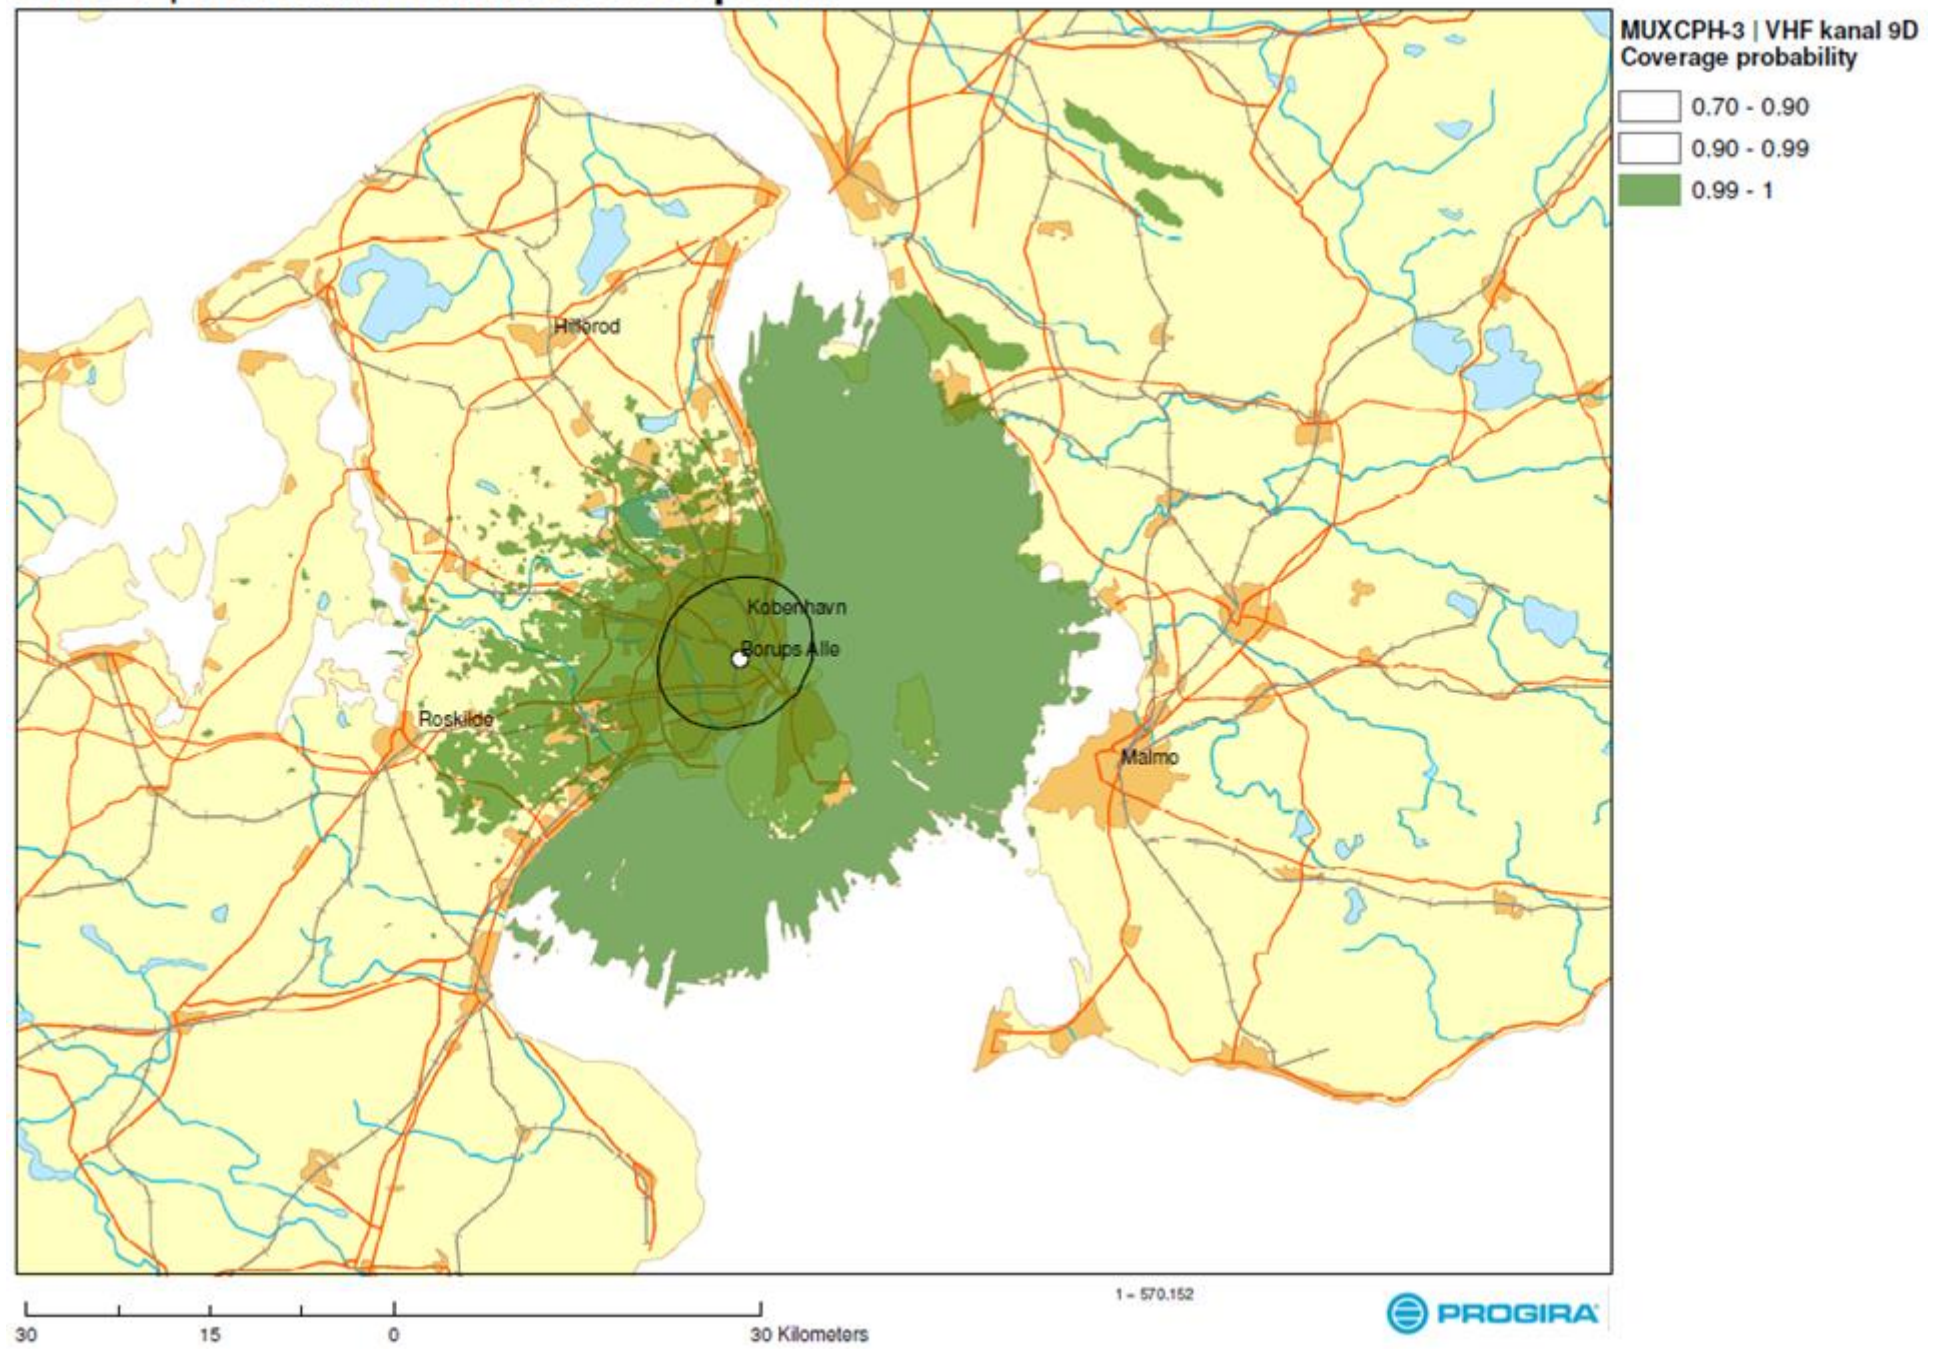 MUXCPH-3 | VHF kanal 9D
Coverage probability
0.70 - 0.90
0.90 - 0.99
0.99 - 1
Hillerod
Kobenhavn
Borups Alle
Roskilde
Malmo
1 = 570,152
30 15 0 30 Kilometers
PROGIRA